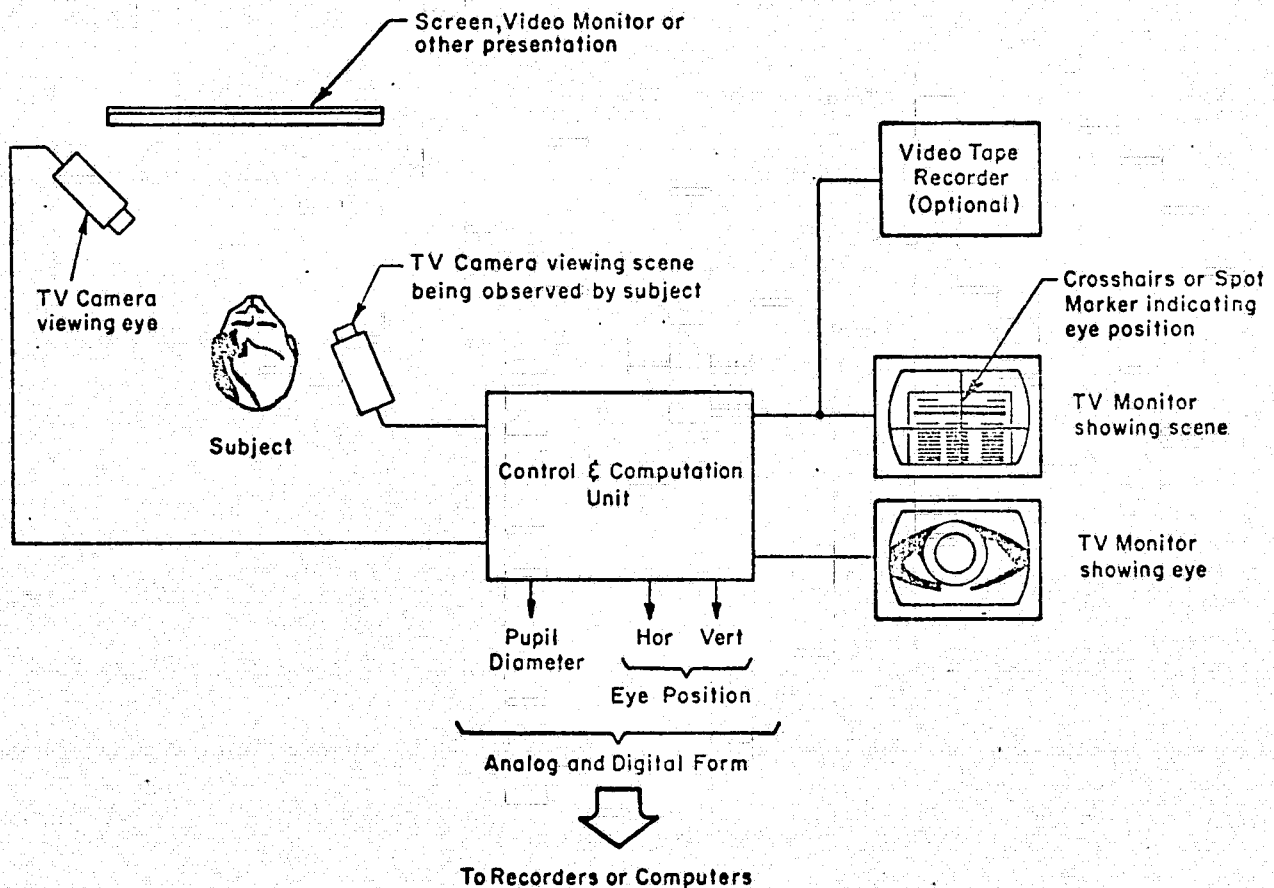 Screen, Video Monitor or
other presentation
Video Tape
Recorder
(Optional)
TV Camera viewing scene
being observed by subject
Crosshairs or Spot
Marker indicating
eye position
TV Camera
viewing eye
Subject
TV Monitor
showing scene
Control & Computation
Unit
TV Monitor
showing eye
Pupil
Diameter
Hor
Vert
Eye Position
Analog and Digital Form
To Recorders or Computers